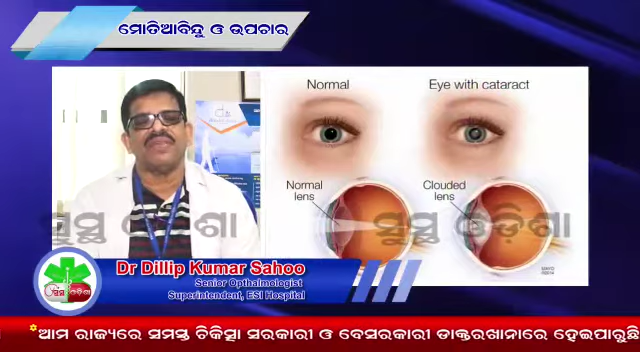 ମୋତିଆବିନ୍ଦୁ ଓ ଉପଚାର
Normal
Eye with cataract
Normal
lens
Clouded
lens
ସୁସ୍ଥ ଓଡ଼ିଶା
ସୁସ୍ଥ ଓଡ଼ିଶା
Dr Dillip Kumar Sahoo
Senior Opthalmologist
Superintendent, ESI Hospital
ସୁସ୍ଥ ଓଡ଼ିଶା
*ଆମ ରାଜ୍ୟରେ ସମସ୍ତ ଚିକିତ୍ସା ସରକାରୀ ଓ ବେସରକାରୀ ଡାକ୍ତରଖାନାରେ ହେଇପାରୁଛି